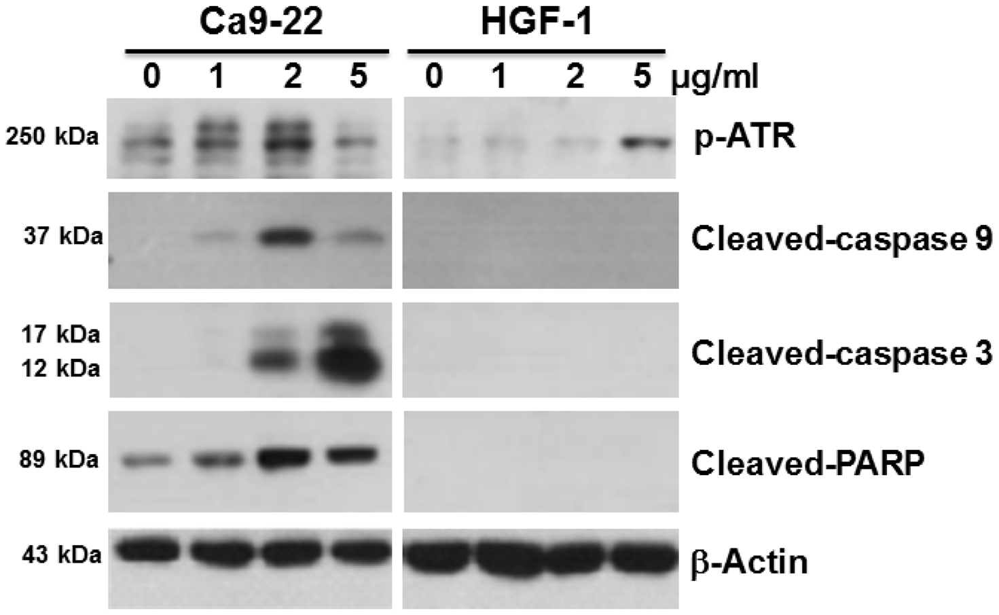 Ca9-22 HGF-1
0 1 2 5 0 1 2 5 µg/ml
250 kDa p-ATR
37 kDa Cleaved-caspase 9
17 kDa
12 kDa Cleaved-caspase 3
89 kDa Cleaved-PARP
43 kDa β-Actin